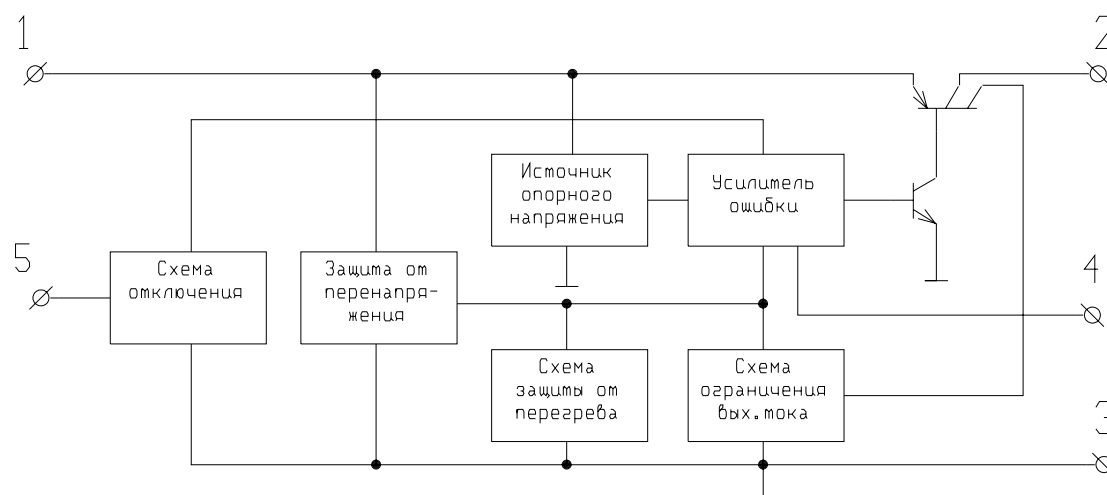 1
2
Источник
опорного
напряжения
Усилитель
ошибки
5
Схема
отключения
Защита от
перенапря-
жения
4
Схема
защиты от
перегрева
Схема
ограничения
вых.тока
3